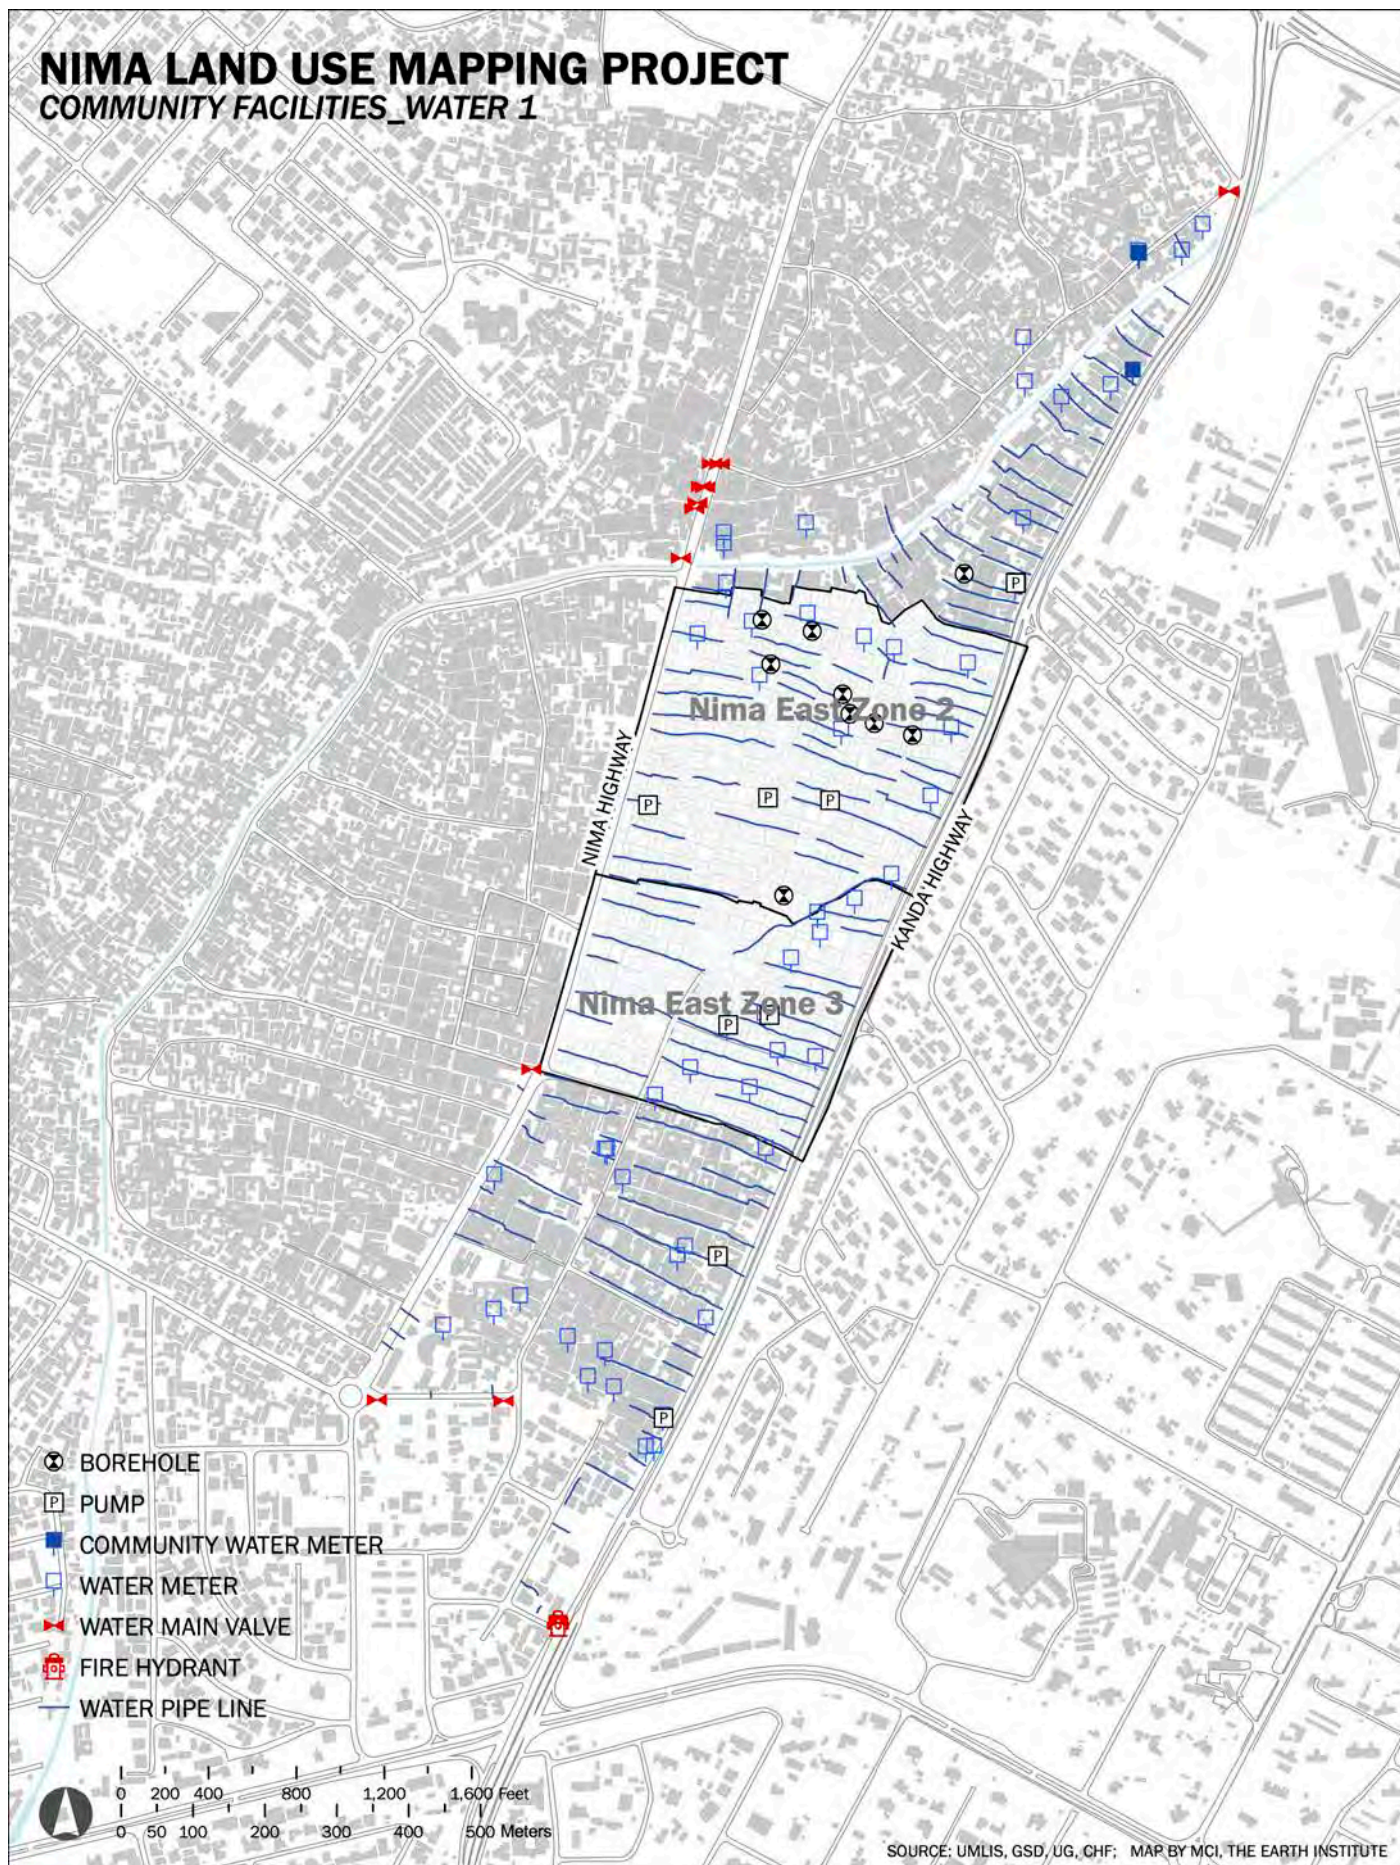 NIMA LAND USE MAPPING PROJECT
COMMUNITY FACILITIES_WATER 1
Nima East Zone 2
NIMA HIGHWAY
P
P
P
P
KANDA HIGHWAY
Nima East Zone 3
P
P
P
P
BOREHOLE
P PUMP
COMMUNITY WATER METER
WATER METER
WATER MAIN VALVE
FIRE HYDRANT
WATER PIPE LINE
0 200 400 800 1,200 1,600 Feet
0 50 100 200 300 400 500 Meters
SOURCE: UMLIS, GSD, UG, CHF; MAP BY MCI, THE EARTH INSTITUTE